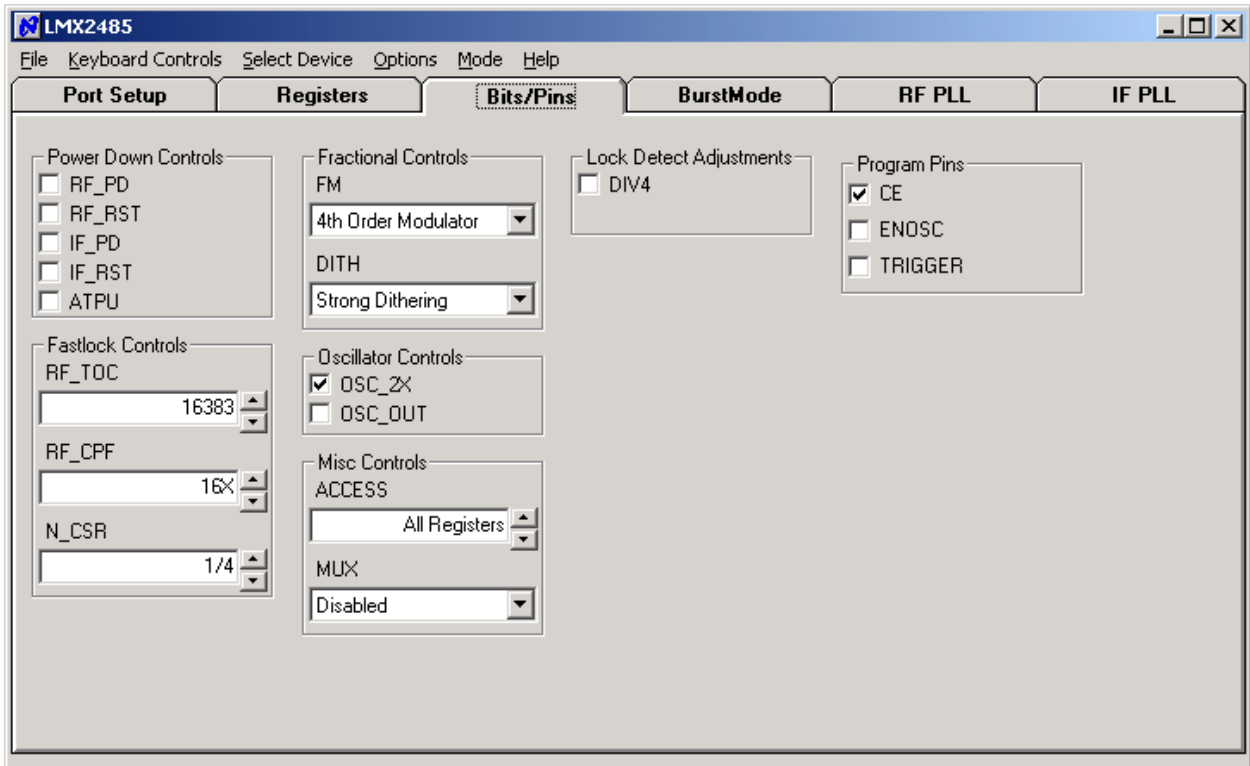 LMX2485
File Keyboard Controls Select Device Options Mode Help
Port Setup Registers Bits/Pins BurstMode RF PLL IF PLL
Power Down Controls
RF_PD
RF_RST
IF_PD
IF_RST
ATPU
Fastlock Controls
RF_TOC
16383
RF_CPF
16X
N_CSR
1/4
Fractional Controls
FM
4th Order Modulator
DITH
Strong Dithering
Oscillator Controls
OSC_2X
OSC_OUT
Misc Controls
ACCESS
All Registers
MUX
Disabled
Lock Detect Adjustments
DIV4
Program Pins
CE
ENOSC
TRIGGER